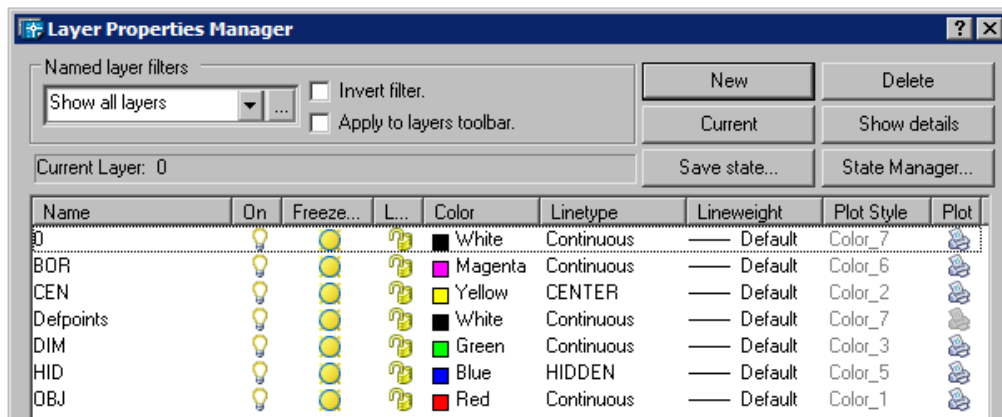 Layer Properties Manager
Named layer filters
Show all layers
...
Invert filter.
Apply to layers toolbar.
New
Delete
Current
Show details
Current Layer: 0
Save state...
State Manager...
Name On Freeze... L... Color Linetype Lineweight Plot Style Plot
0 White Continuous Default Color_7
BOR Magenta Continuous Default Color_6
CEN Yellow CENTER Default Color_2
Defpoints White Continuous Default Color_7
DIM Green Continuous Default Color_3
HID Blue HIDDEN Default Color_5
OBJ Red Continuous Default Color_1